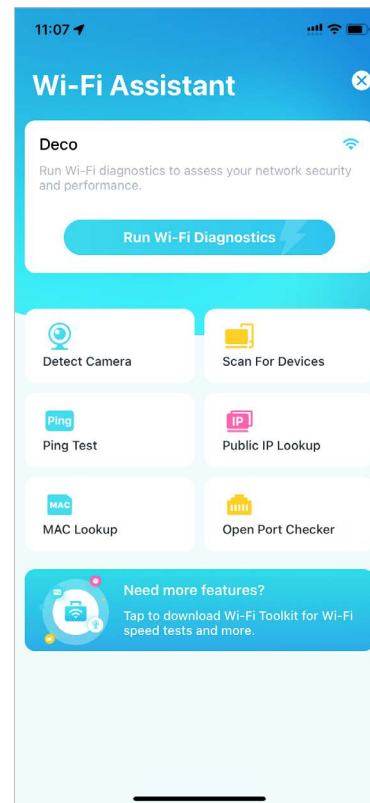 11:07
Wi-Fi Assistant
Deco
Run Wi-Fi diagnostics to assess your network security
and performance.
Run Wi-Fi Diagnostics
Detect Camera
Scan For Devices
Ping
Ping Test
IP
Public IP Lookup
MAC
MAC Lookup
Open Port Checker
Need more features?
Tap to download Wi-Fi Toolkit for Wi-Fi
speed tests and more.